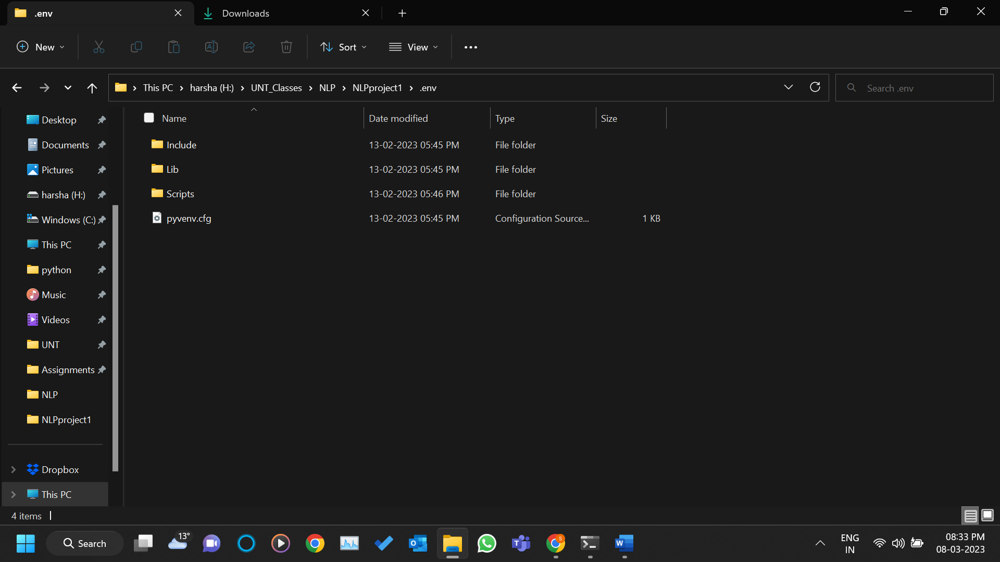 .env
Downloads
New
Sort
View
This PC > harsha (H:) > UNT_Classes > NLP > NLPproject1 > .env
Search .env
Desktop
Documents
Pictures
harsha (H:)
Windows (C:)
This PC
python
Music
Videos
UNT
Assignments
NLP
NLPproject1
Dropbox
This PC
Name Date modified Type Size
Include 13-02-2023 05:45 PM File folder
Lib 13-02-2023 05:45 PM File folder
Scripts 13-02-2023 05:46 PM File folder
pyvenv.cfg 13-02-2023 05:45 PM Configuration Source... 1 KB
4 items
Search
13°
S
W
ENG
IN
08:33 PM
08-03-2023